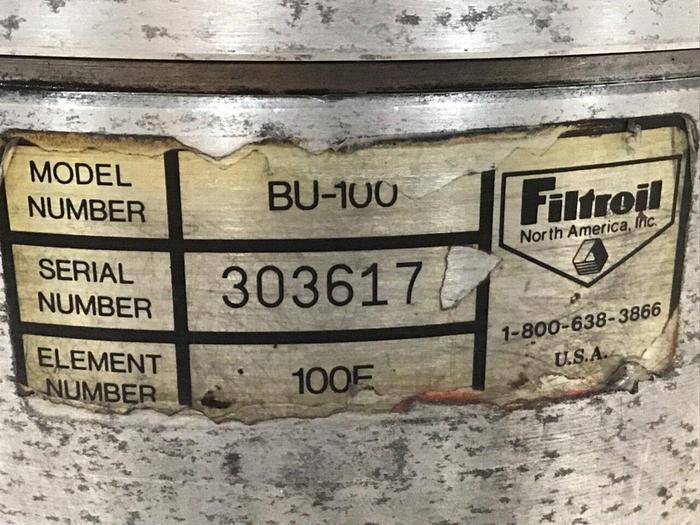 MODEL NUMBER
BU-100
SERIAL NUMBER
303617
ELEMENT NUMBER
100E
Filtroil
North America, Inc.
1-800-638-3866
U.S.A.